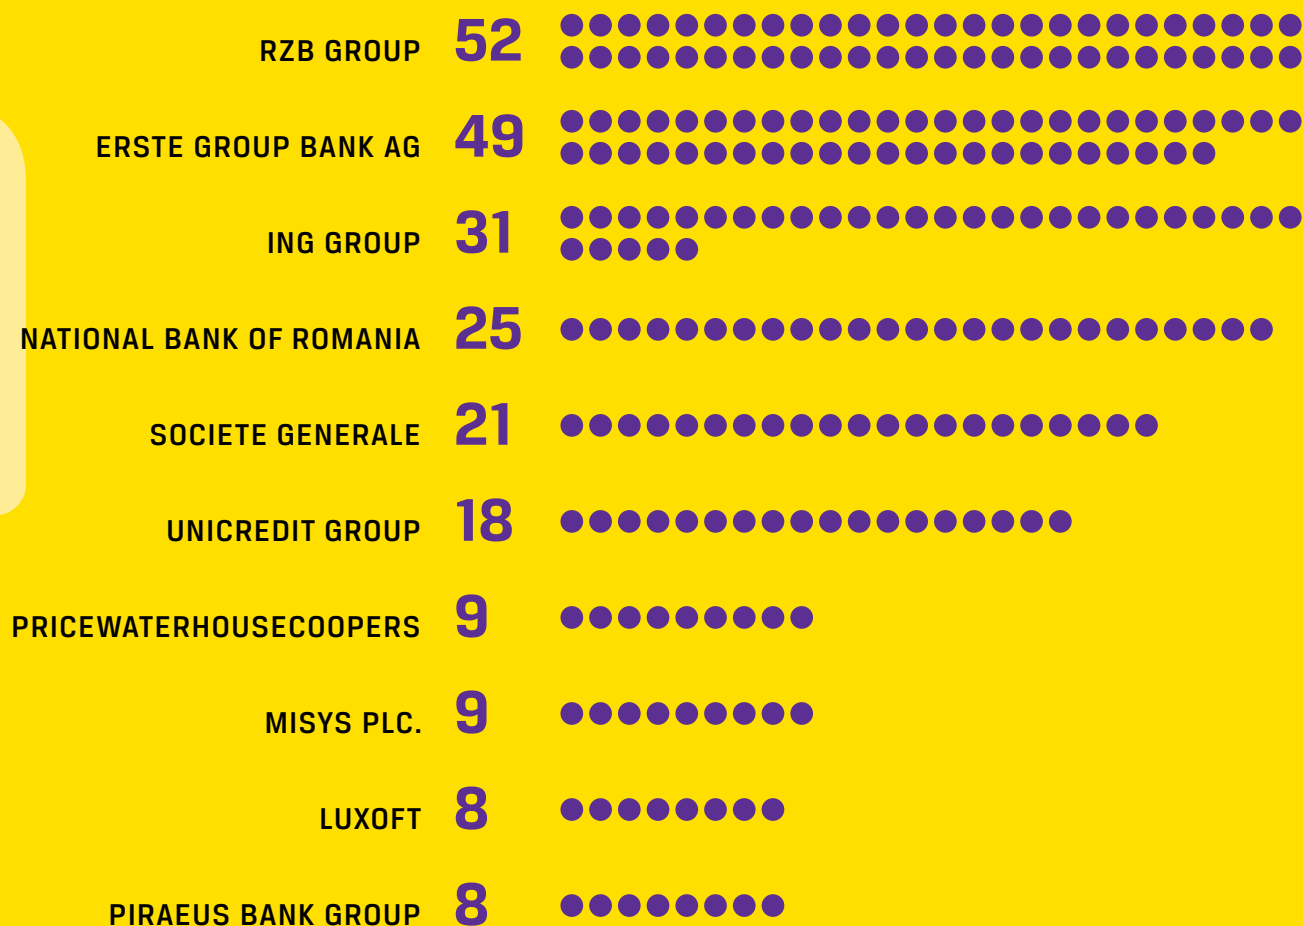 RZB GROUP 52
ERSTE GROUP BANK AG 49
ING GROUP 31
NATIONAL BANK OF ROMANIA 25
SOCIETE GENERALE 21
UNICREDIT GROUP 18
PRICEWATERHOUSECOOPERS 9
MISYS PLC. 9
LUXOFT 8
PIRAEUS BANK GROUP 8